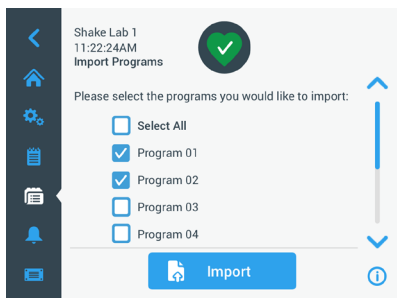 Shake Lab 1
11:22:24AM
Import Programs
Please select the programs you would like to import:
Select All
Program 01
Program 02
Program 03
Program 04
Import